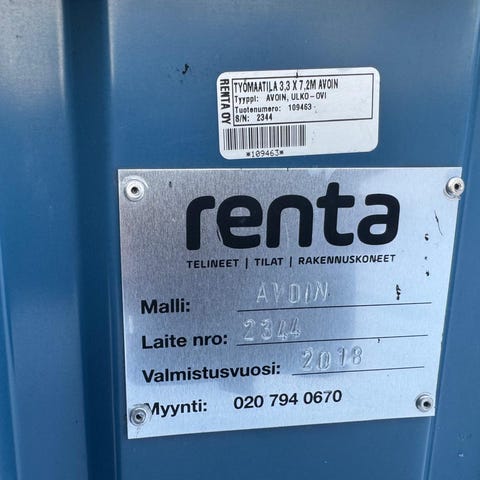 RENTA OY
TYÖMAATILA 3,3 X 7,2M AVOIN
Tyyppi: AVOIN, ULKO-OVI
Tuotenumero: 109463
S/N: 2344
*109463*
renta
TELINEET | TILAT | RAKENNUSKONEET
Malli: AVOIN
Laite nro: 2344
Valmistusvuosi: 2018
Myynti: 020 794 0670